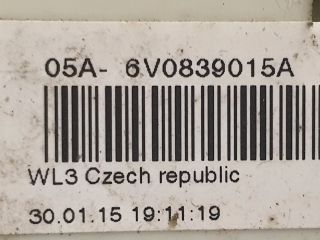 05A- 6V0839015A
WL3 Czech republic
30.01.15 19:11:19